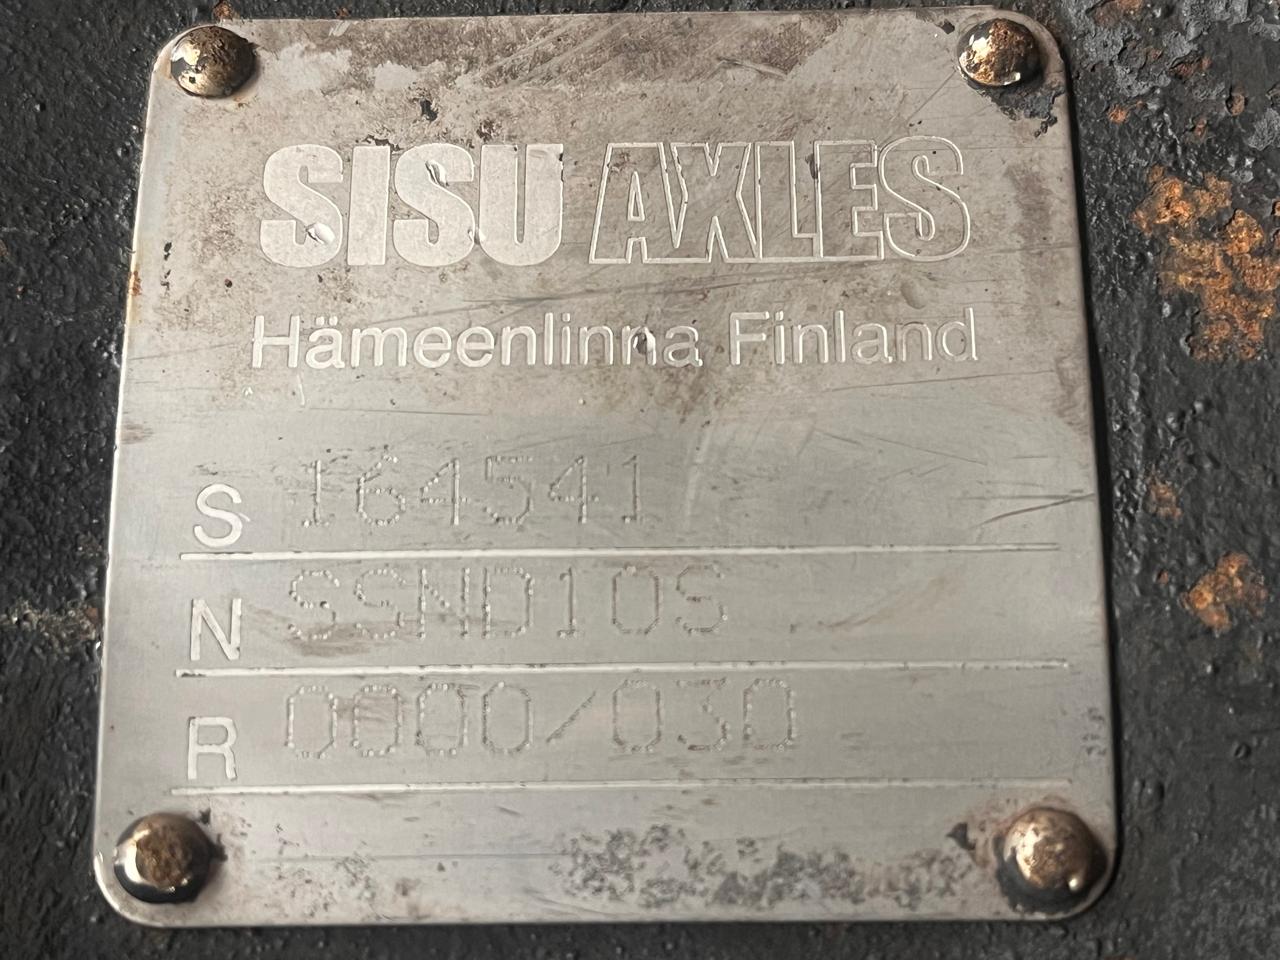 SISU AXLES
Hämeenlinna Finland
S 164541
N SSND10S
R 0000/030